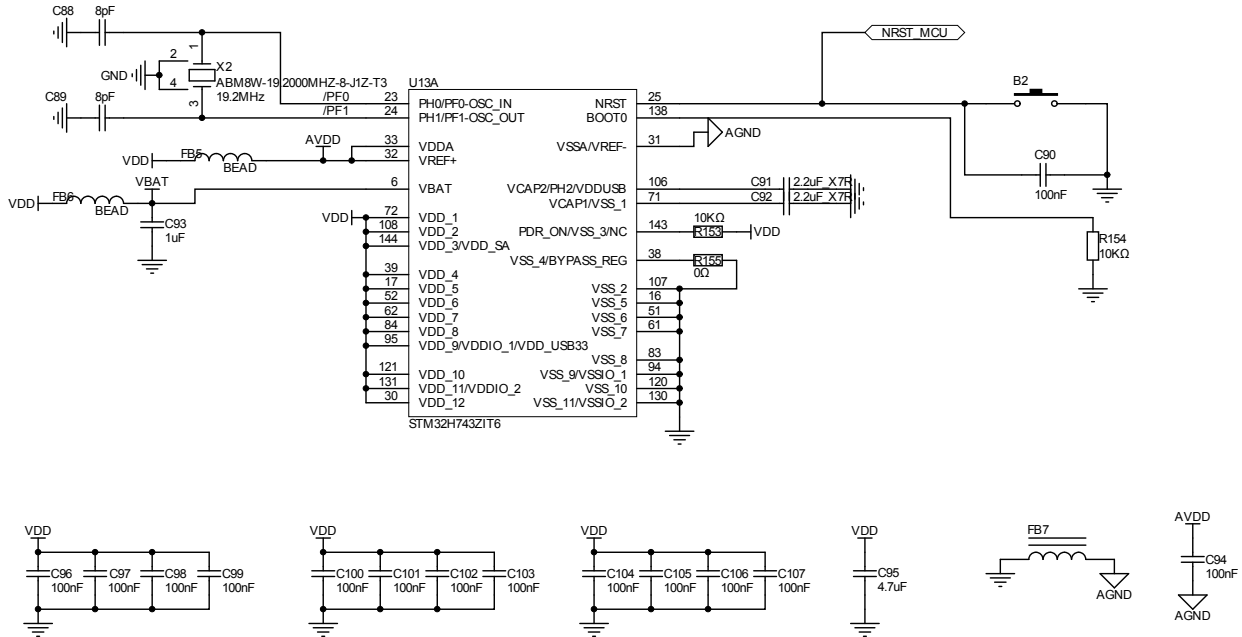 C88 8pF
NRST_MCU
1
2
X2
GND
4
ABM8W-19.2000MHZ-8-J1Z-T3
19.2MHz
3
C89 8pF
U13A
B2
/PF0 23 PH0/PF0-OSC_IN NRST 25
/PF1 24 PH1/PF1-OSC_OUT BOOT0 138
AGND
AVDD 33 VDDA VSSA/VREF- 31
VDD FB5 BEAD 32 VREF+
C90
100nF
VBAT 6 VBAT VCAP2/PH2/VDDUSB 106 C91 2.2uF_X7R
VDD FB6 BEAD VCAP1/VSS_1 71 C92 2.2uF_X7R
C93
1uF
VDD 72 VDD_1
108 VDD_2 PDR_ON/VSS_3/NC 143 10KΩ R153 VDD
144 VDD_3/VDD_SA
R154
10KΩ
VSS_4/BYPASS_REG 38 R155 0Ω
39 VDD_4
17 VDD_5 VSS_2 107
52 VDD_6 VSS_5 16
62 VDD_7 VSS_6 51
84 VDD_8 VSS_7 61
95 VDD_9/VDDIO_1/VDD_USB33
VSS_8 83
121 VDD_10 VSS_9/VSSIO_1 94
131 VDD_11/VDDIO_2 VSS_10 120
30 VDD_12 VSS_11/VSSIO_2 130
STM32H743ZIT6
VDD
C96 C97 C98 C99
100nF 100nF 100nF 100nF
VDD
C100 C101 C102 C103
100nF 100nF 100nF 100nF
VDD
C104 C105 C106 C107
100nF 100nF 100nF 100nF
VDD
C95
4.7uF
FB7
AGND
AVDD
C94
100nF
AGND